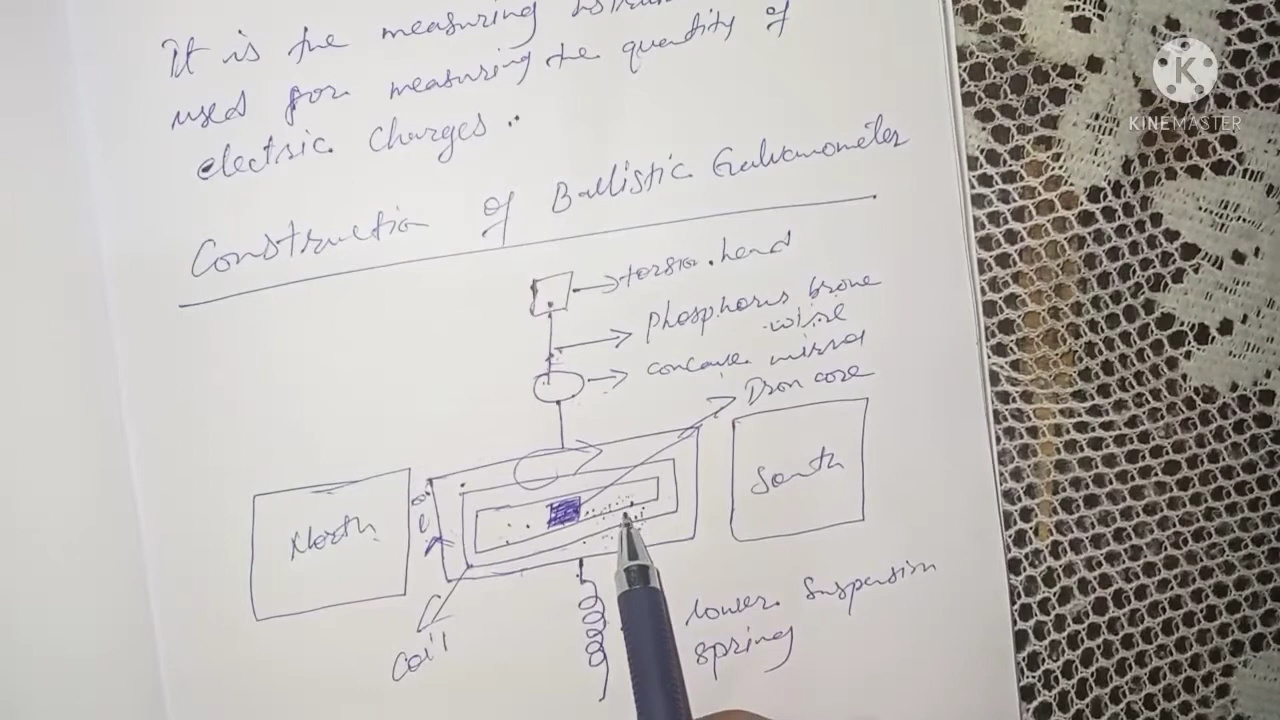 It is the measuring
used for measuring the quantity of
electric charges ..
Construction of Ballistic Galvanometer
torsion head
phosphorus brone
wire
concave mirror
Iron core
North
South
coil
lower suspension
spring
K
KINEMASTER